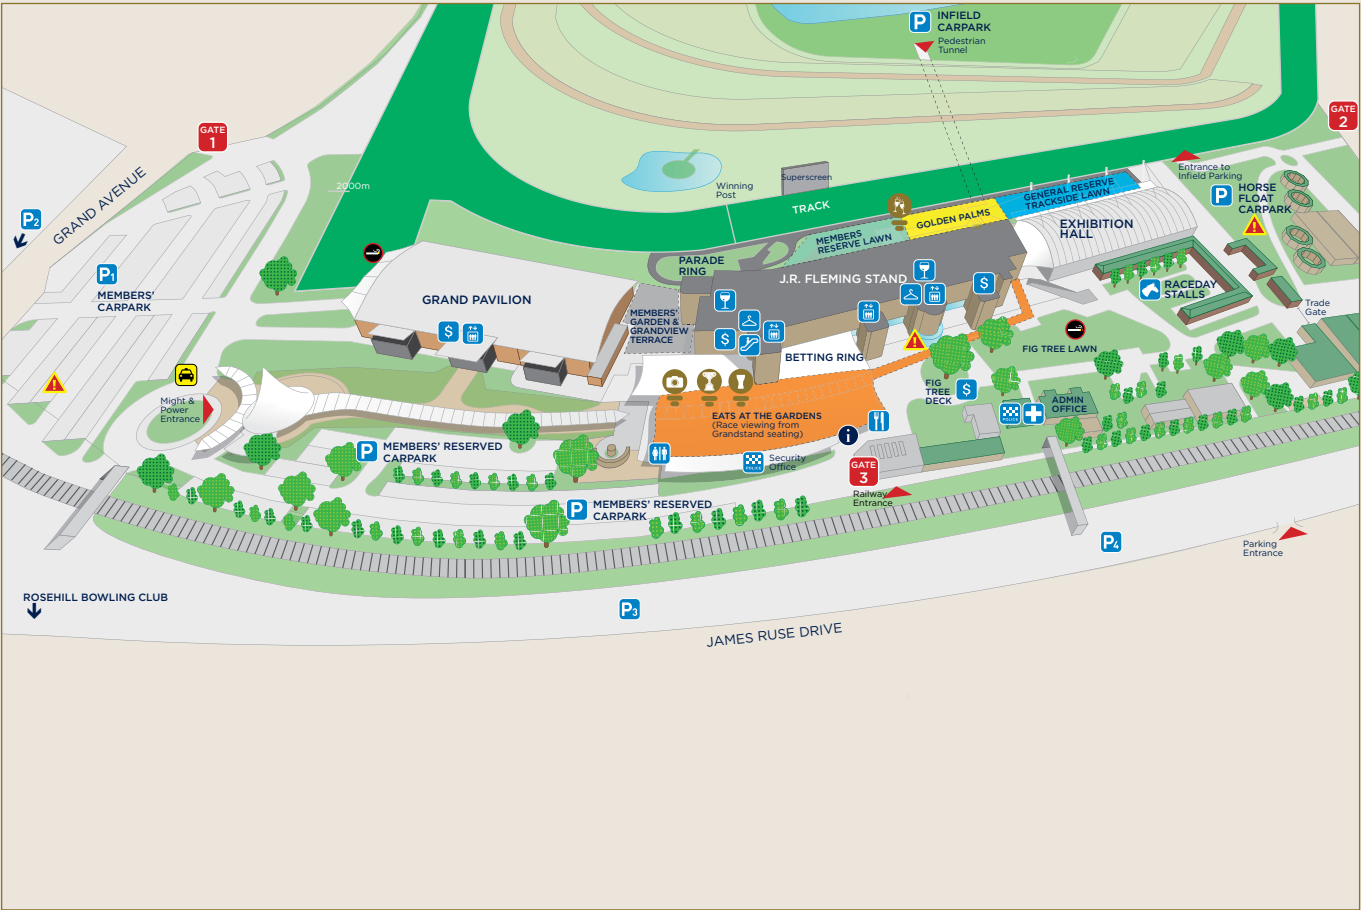 P
INFIELD
CARPARK
Pedestrian
Tunnel
GATE
1
GATE
2
GRAND AVENUE
P2
2000m
Superscreen
Winning
Post
TRACK
Entrance to
Infield Parking
P
HORSE
FLOAT
CARPARK
GENERAL RESERVE
TRACKSIDE LAWN
GOLDEN PALMS
MEMBERS
RESERVE LAWN
EXHIBITION
HALL
PARADE
RING
J.R. FLEMING STAND
P1
MEMBERS'
CARPARK
GRAND PAVILION
$
MEMBERS'
GARDEN &
GRANDVIEW
TERRACE
$
$
RACEDAY
STALLS
Trade
Gate
FIG TREE LAWN
BETTING RING
Might &
Power
Entrance
FIG
TREE
DECK
$
ADMIN
OFFICE
POLICE
EATS AT THE GARDENS
(Race viewing from
Grandstand seating)
i
P
MEMBERS' RESERVED
CARPARK
POLICE
Security
Office
GATE
3
Railway
Entrance
P
MEMBERS' RESERVED
CARPARK
P4
Parking
Entrance
ROSEHILL BOWLING CLUB
P3
JAMES RUSE DRIVE